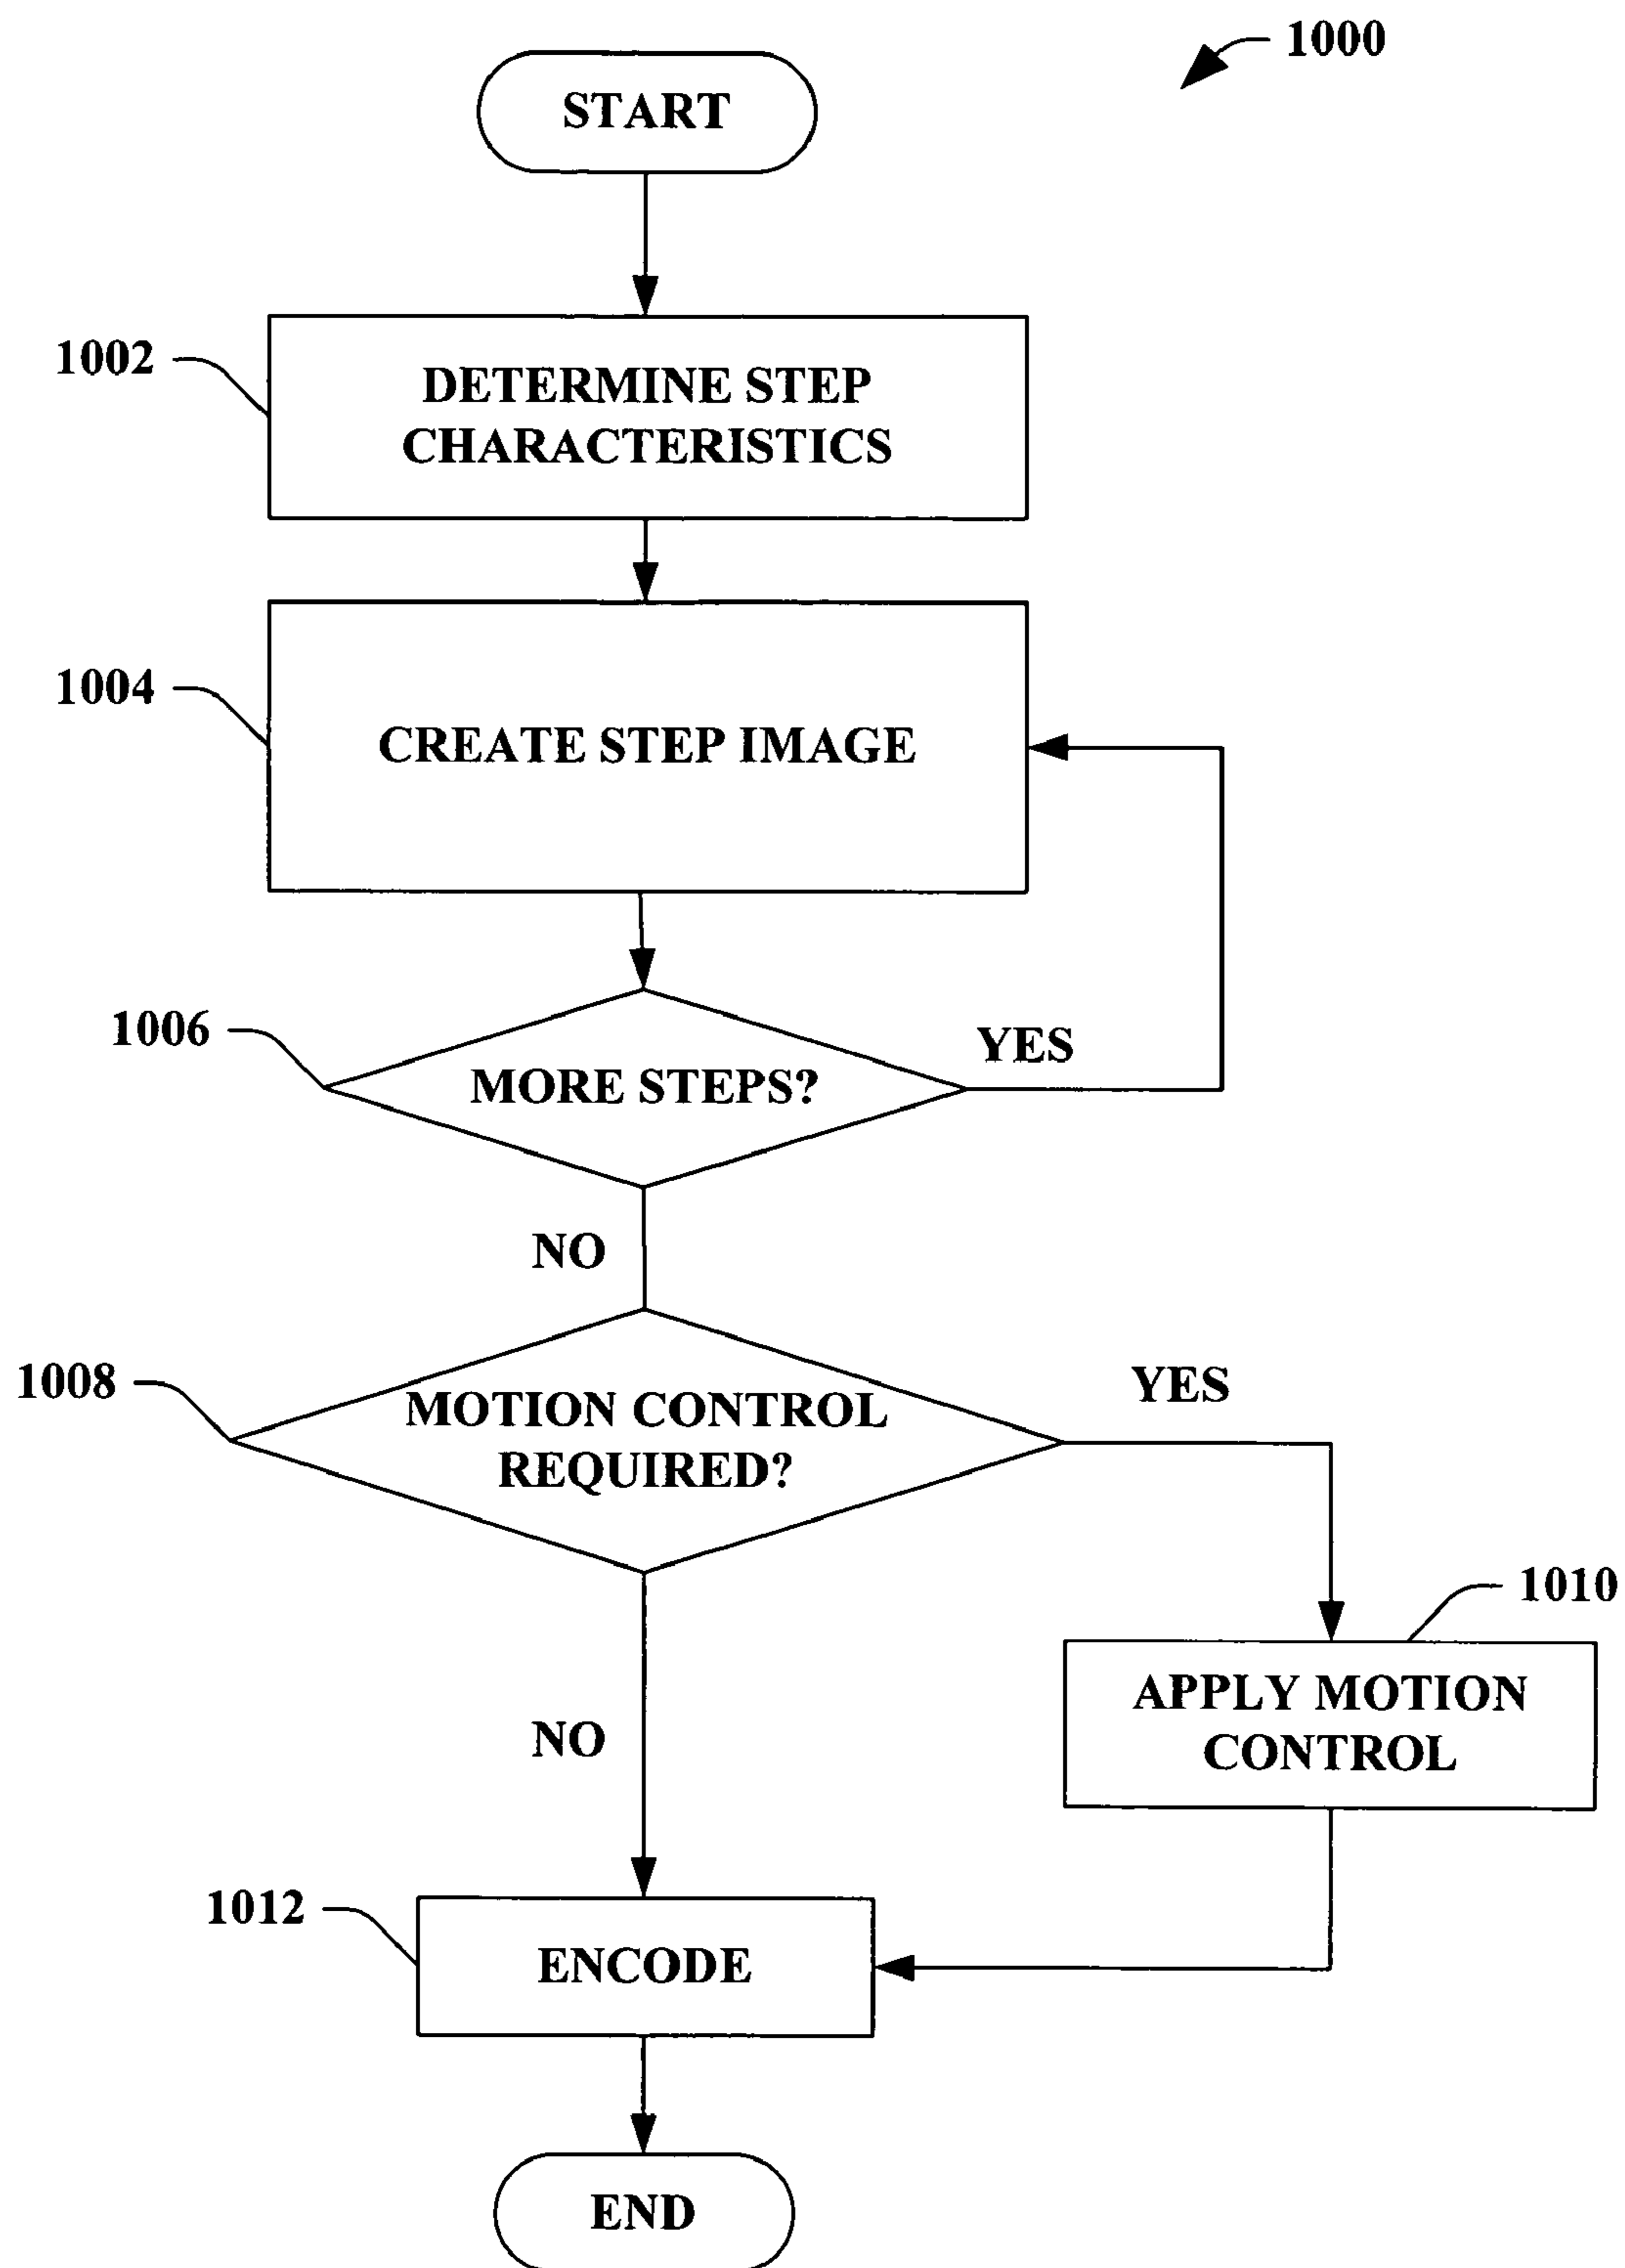 1000
START
1002
DETERMINE STEP
CHARACTERISTICS
1004
CREATE STEP IMAGE
1006
YES
MORE STEPS?
NO
1008
YES
MOTION CONTROL
REQUIRED?
1010
APPLY MOTION
CONTROL
NO
1012
ENCODE
END